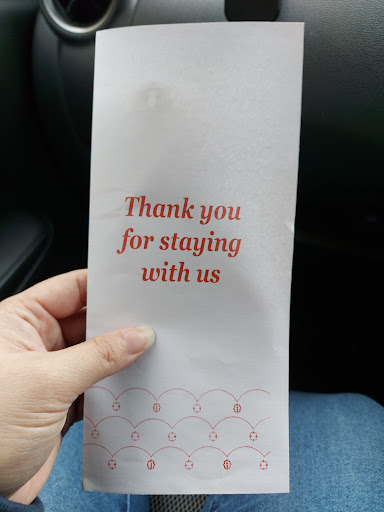 Thank you
for staying
with us